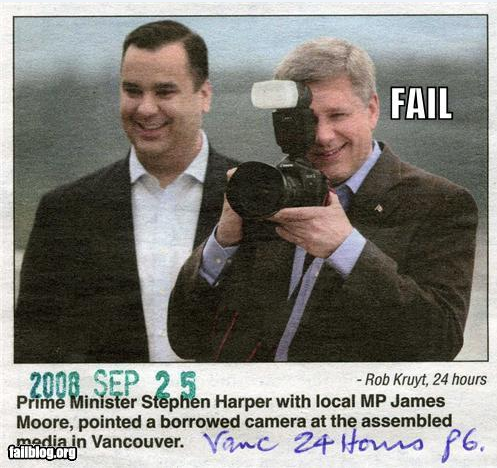 FAIL
- Rob Kruyt, 24 hours
2008 SEP 25
Prime Minister Stephen Harper with local MP James
Moore, pointed a borrowed camera at the assembled
media in Vancouver.
Vanc 24 Hours p6.
failblog.org